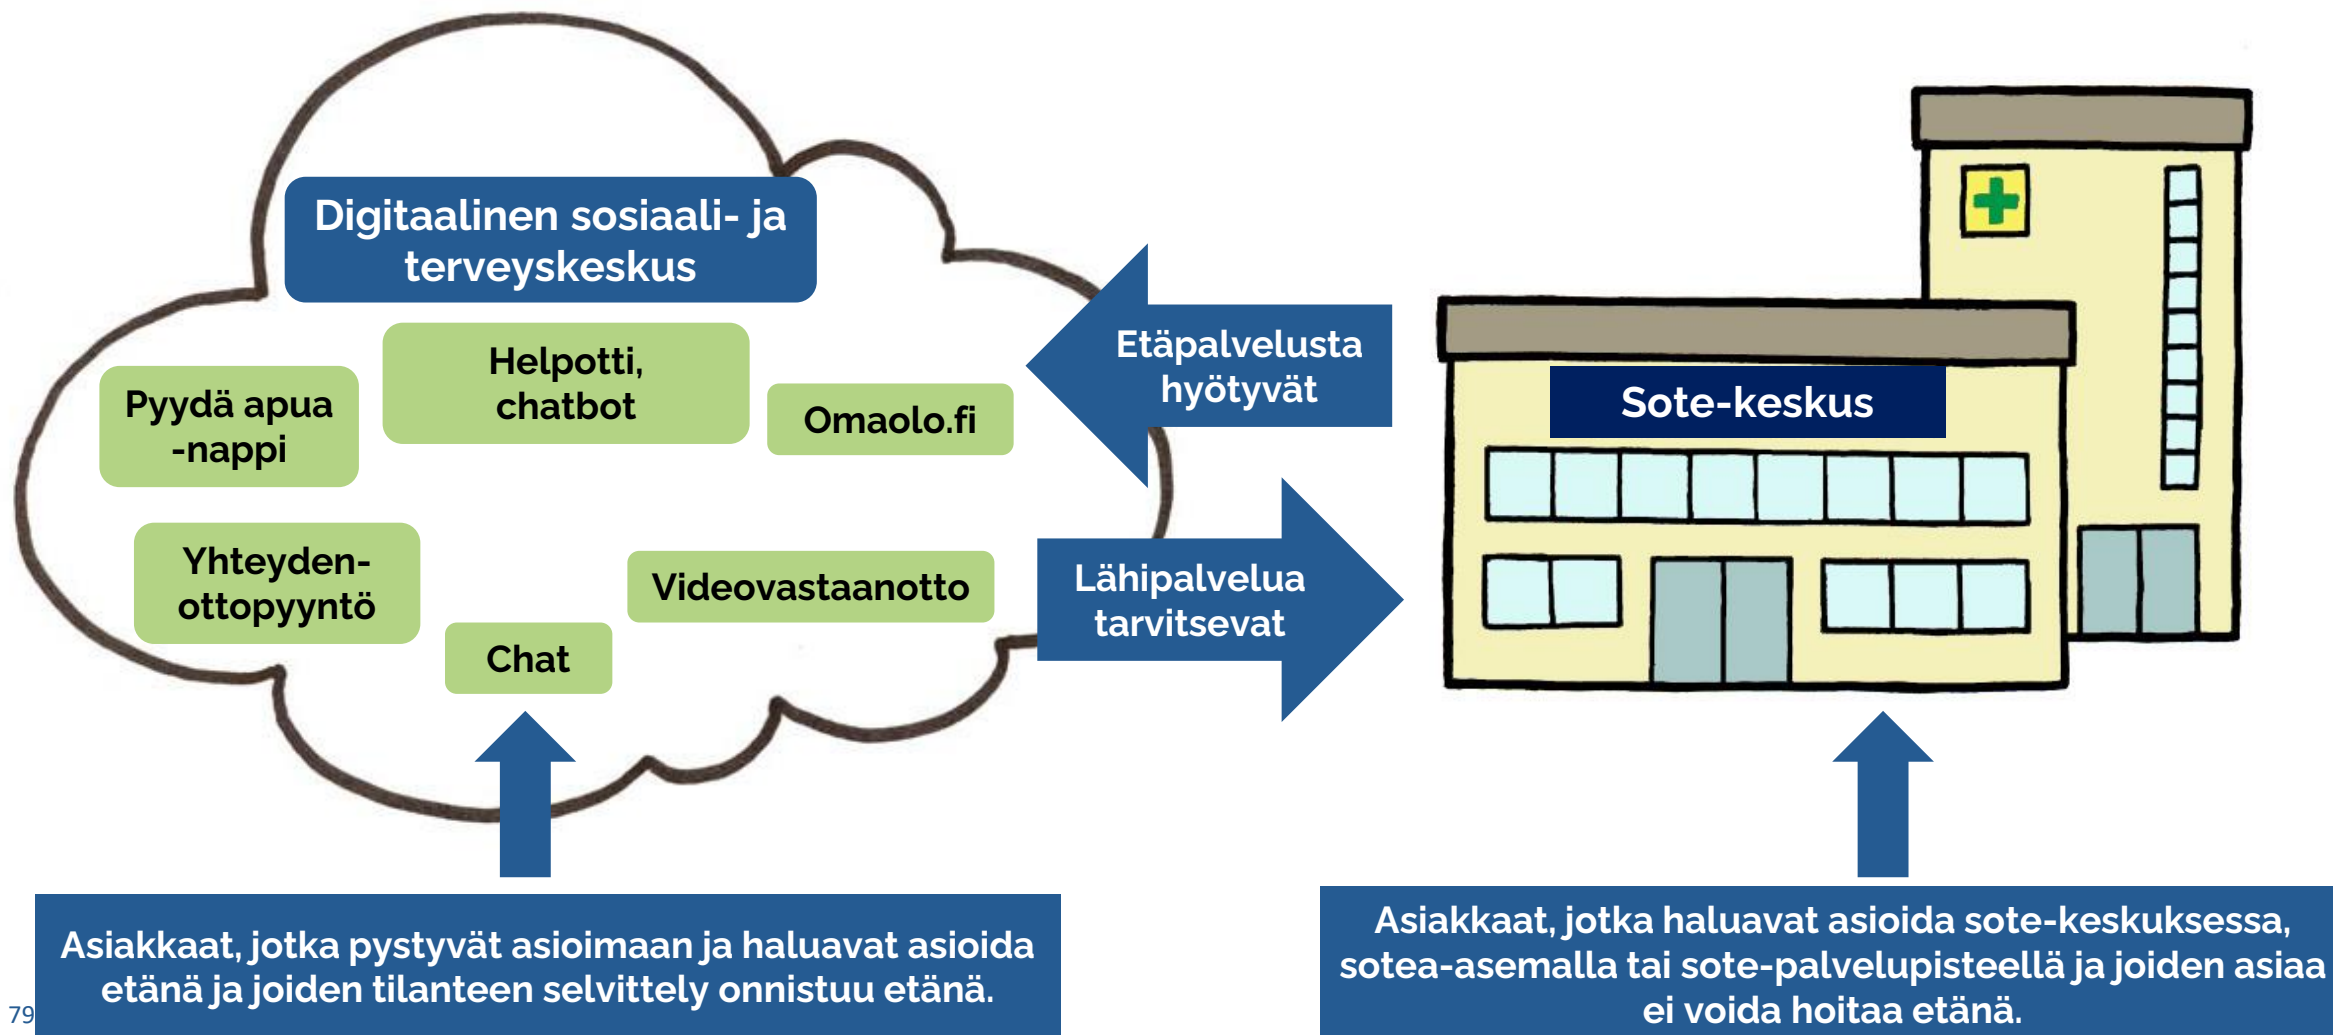 Digitaalinen sosiaali- ja
terveyskeskus
Helpotti,
chatbot
Pyydä apua
-nappi
Omaolo.fi
Yhteyden-
ottopyyntö
Videovastaanotto
Chat
Etäpalvelusta
hyötyvät
Lähipalvelua
tarvitsevat
Sote-keskus
Asiakkaat, jotka pystyvät asioimaan ja haluavat asioida
etänä ja joiden tilanteen selvittely onnistuu etänä.
Asiakkaat, jotka haluavat asioida sote-keskuksessa,
sotea-asemalla tai sote-palvelupisteellä ja joiden asiaa
ei voida hoitaa etänä.
79